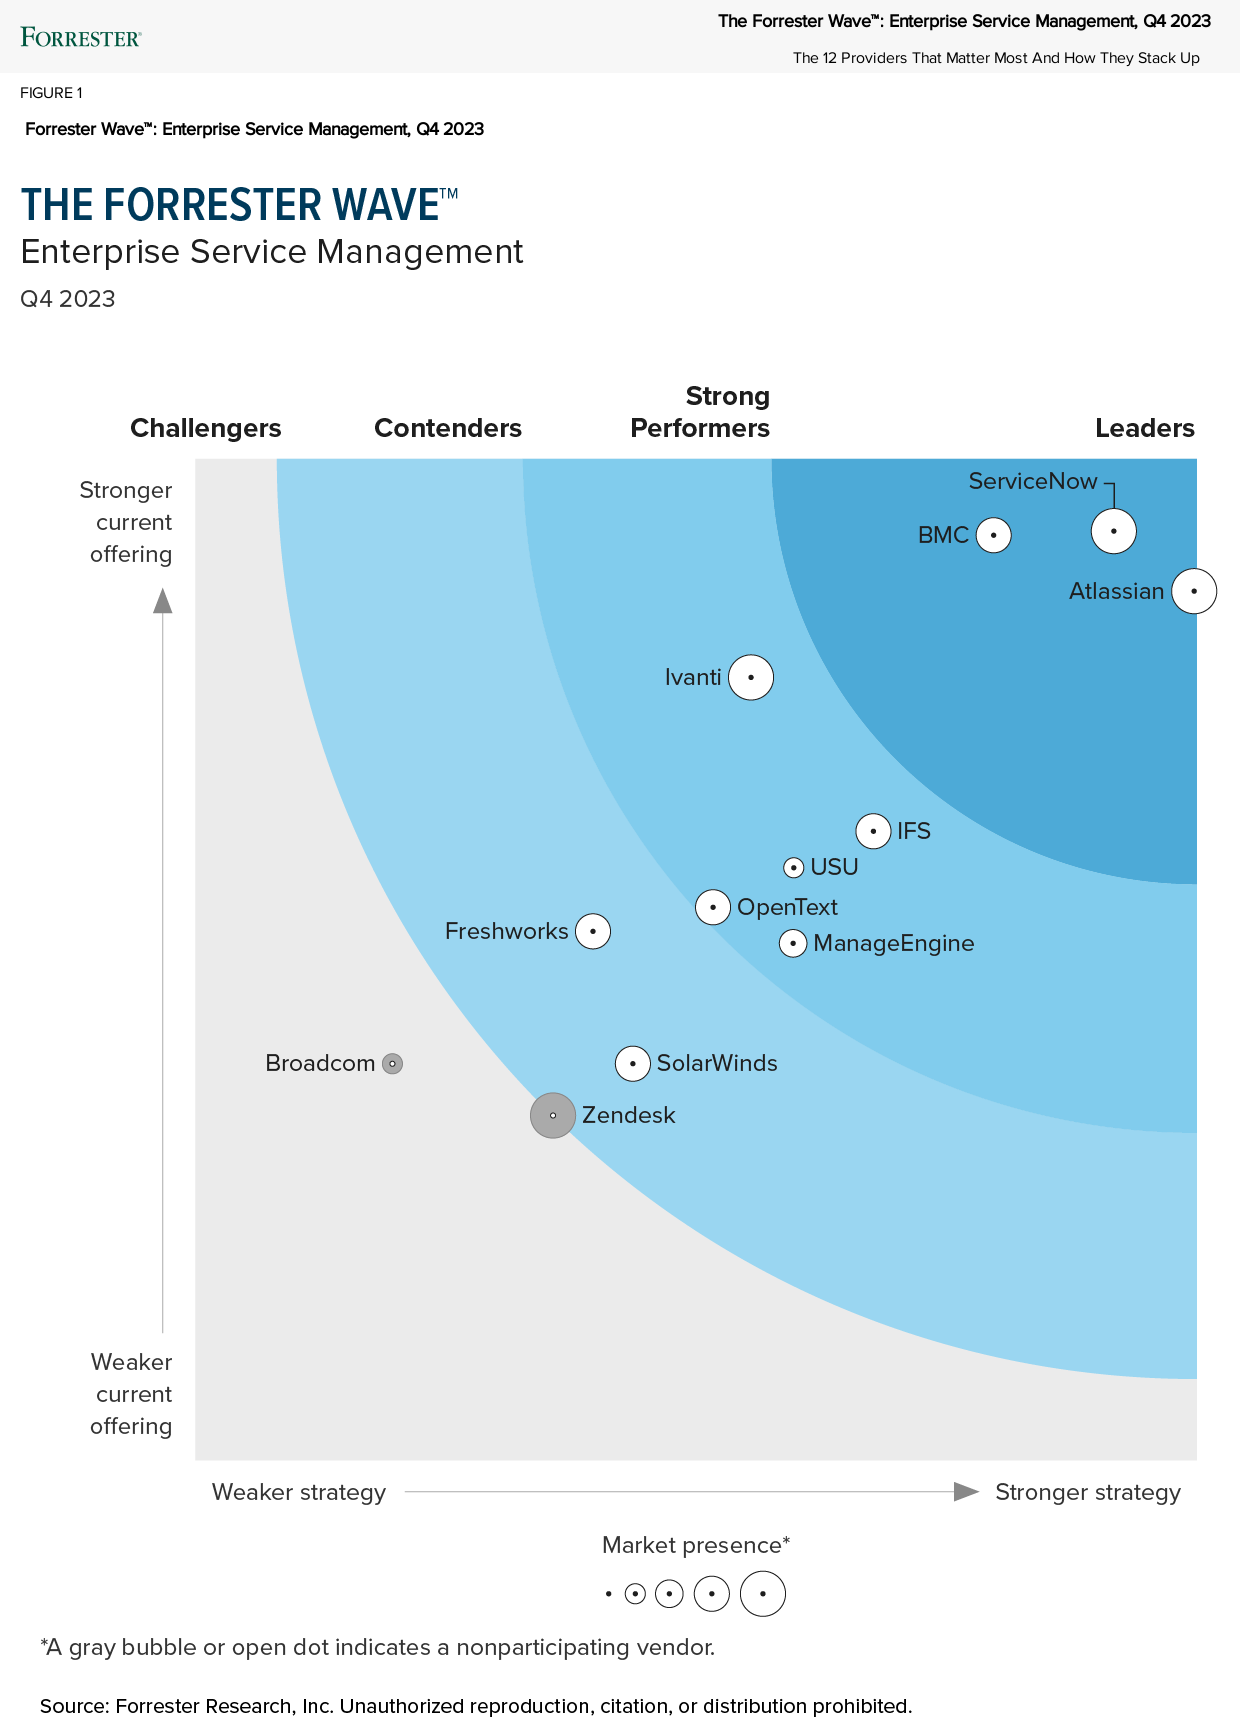 FORRESTER®
The Forrester Wave™: Enterprise Service Management, Q4 2023
The 12 Providers That Matter Most And How They Stack Up
FIGURE 1
Forrester Wave™: Enterprise Service Management, Q4 2023
THE FORRESTER WAVE™
Enterprise Service Management
Q4 2023
Challengers
Contenders
Strong
Performers
Leaders
Stronger
current
offering
ServiceNow
BMC
Atlassian
Ivanti
IFS
USU
OpenText
Freshworks
ManageEngine
Broadcom
SolarWinds
Zendesk
Weaker
current
offering
Weaker strategy
Stronger strategy
Market presence*
*A gray bubble or open dot indicates a nonparticipating vendor.
Source: Forrester Research, Inc. Unauthorized reproduction, citation, or distribution prohibited.